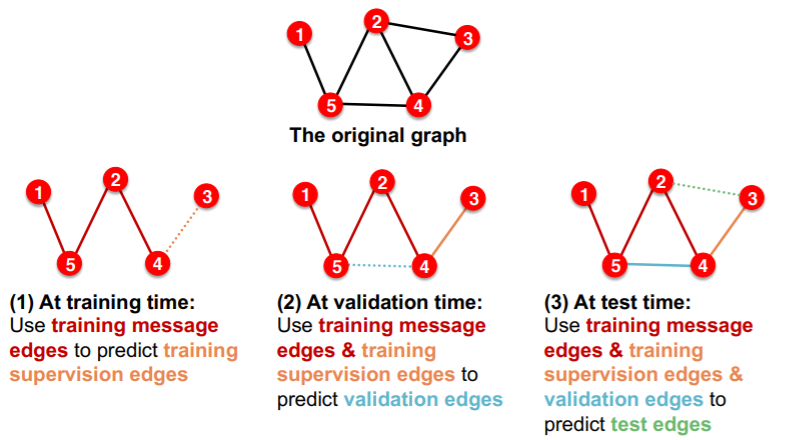 1
2
3
5
4
The original graph
1
2
3
5
4
1
2
3
5
4
1
2
3
5
4
(1) At training time:
Use training message
edges to predict training
supervision edges
(2) At validation time:
Use training message
edges & training
supervision edges to
predict validation edges
(3) At test time:
Use training message
edges & training
supervision edges &
validation edges to
predict test edges